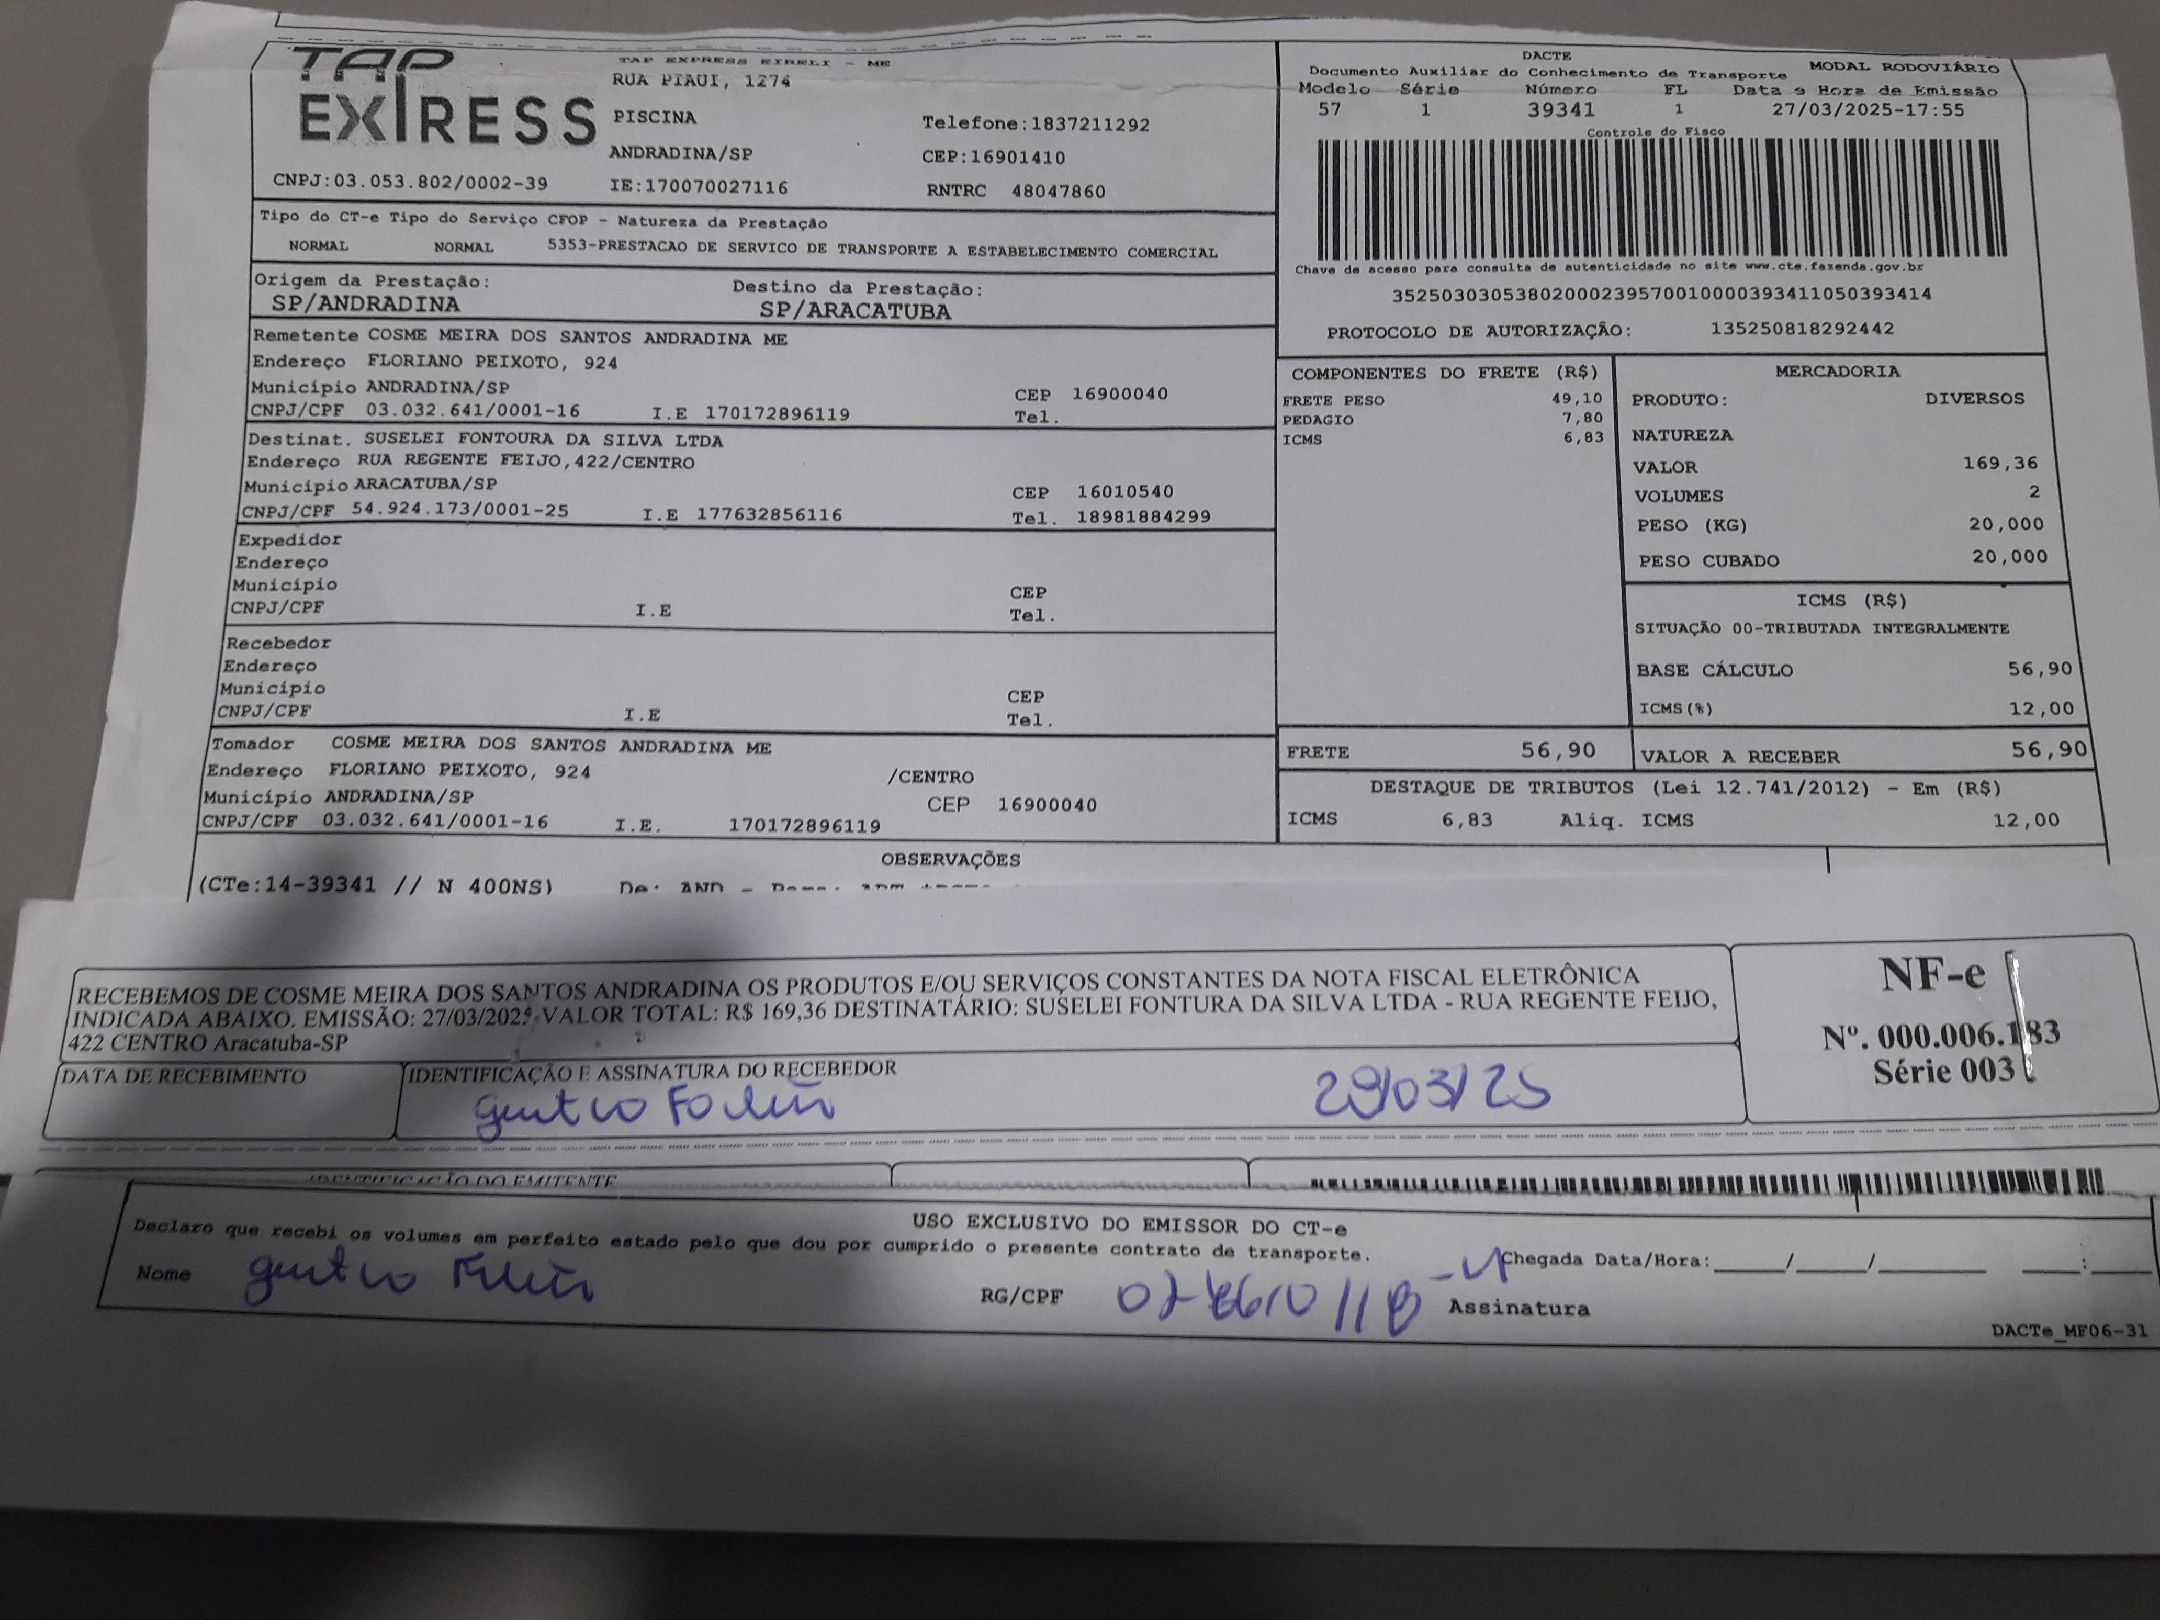 TAP EXPRESS
TAP EXPRESS EIRELI - ME
RUA PIAUI, 1274
PISCINA
Telefone:1837211292
ANDRADINA/SP
CEP:16901410
CNPJ:03.053.802/0002-39
IE:170070027116
RNTRC 48047860
DACTE
Documento Auxiliar do Conhecimento de Transporte
MODAL RODOVIÁRIO
Modelo Série Número FL Data e Hora de Emissão
57 1 39341 1 27/03/2025-17:55
Controle do Fisco
Chave de acesso para consulta de autenticidade no site www.cte.fazenda.gov.br
35250303053802000239570010000393411050393414
PROTOCOLO DE AUTORIZAÇÃO: 135250818292442
Tipo do CT-e Tipo do Serviço CFOP - Natureza da Prestação
NORMAL NORMAL 5353-PRESTACAO DE SERVICO DE TRANSPORTE A ESTABELECIMENTO COMERCIAL
Origem da Prestação: Destino da Prestação:
SP/ANDRADINA SP/ARACATUBA
Remetente COSME MEIRA DOS SANTOS ANDRADINA ME
Endereço FLORIANO PEIXOTO, 924
Município ANDRADINA/SP CEP 16900040
CNPJ/CPF 03.032.641/0001-16 I.E 170172896119 Tel.
Destinat. SUSELEI FONTOURA DA SILVA LTDA
Endereço RUA REGENTE FEIJO,422/CENTRO
Município ARACATUBA/SP CEP 16010540
CNPJ/CPF 54.924.173/0001-25 I.E 177632856116 Tel. 18981884299
Expedidor
Endereço
Município CEP
CNPJ/CPF I.E Tel.
Recebedor
Endereço
Município CEP
CNPJ/CPF I.E Tel.
Tomador COSME MEIRA DOS SANTOS ANDRADINA ME
Endereço FLORIANO PEIXOTO, 924 /CENTRO
Município ANDRADINA/SP CEP 16900040
CNPJ/CPF 03.032.641/0001-16 I.E. 170172896119
COMPONENTES DO FRETE (R$)
FRETE PESO 49,10
PEDAGIO 7,80
ICMS 6,83
MERCADORIA
PRODUTO: DIVERSOS
NATUREZA
VALOR 169,36
VOLUMES 2
PESO (KG) 20,000
PESO CUBADO 20,000
ICMS (R$)
SITUAÇÃO 00-TRIBUTADA INTEGRALMENTE
BASE CÁLCULO 56,90
ICMS(%) 12,00
FRETE 56,90
VALOR A RECEBER 56,90
DESTAQUE DE TRIBUTOS (Lei 12.741/2012) - Em (R$)
ICMS 6,83 Aliq. ICMS 12,00
OBSERVAÇÕES
(CTe:14-39341 // N 400NS) De: AND -
RECEBEMOS DE COSME MEIRA DOS SANTOS ANDRADINA OS PRODUTOS E/OU SERVIÇOS CONSTANTES DA NOTA FISCAL ELETRÔNICA
INDICADA ABAIXO. EMISSÃO: 27/03/2025 VALOR TOTAL: R$ 169,36 DESTINATÁRIO: SUSELEI FONTURA DA SILVA LTDA - RUA REGENTE FEIJO,
422 CENTRO Aracatuba-SP
NF-e
Nº. 000.006.183
Série 003
DATA DE RECEBIMENTO
IDENTIFICAÇÃO E ASSINATURA DO RECEBEDOR
29/03/25
IDENTIFICAÇÃO DO EMITENTE
USO EXCLUSIVO DO EMISSOR DO CT-e
Declaro que recebi os volumes em perfeito estado pelo que dou por cumprido o presente contrato de transporte.
Chegada Data/Hora:____/____/______ ____:____
Nome
RG/CPF
Assinatura
DACTe_MF06-31